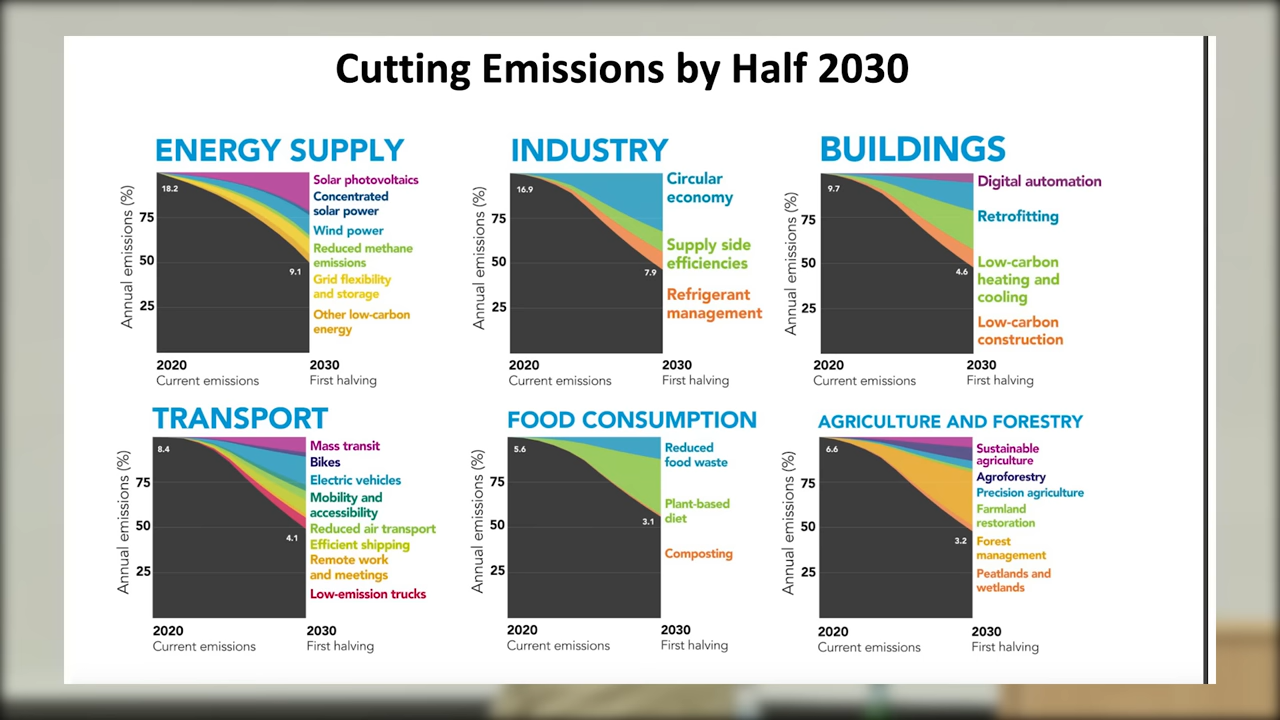 Cutting Emissions by Half 2030
ENERGY SUPPLY
Annual emissions (%)
75
50
25
18.2
9.1
Solar photovoltaics
Concentrated
solar power
Wind power
Reduced methane
emissions
Grid flexibility
and storage
Other low-carbon
energy
2020
Current emissions
2030
First halving
INDUSTRY
Annual emissions (%)
75
50
25
16.9
7.9
Circular
economy
Supply side
efficiencies
Refrigerant
management
2020
Current emissions
2030
First halving
BUILDINGS
Annual emissions (%)
75
50
25
9.7
4.6
Digital automation
Retrofitting
Low-carbon
heating and
cooling
Low-carbon
construction
2020
Current emissions
2030
First halving
TRANSPORT
Annual emissions (%)
75
50
25
8.4
4.1
Mass transit
Bikes
Electric vehicles
Mobility and
accessibility
Reduced air transport
Efficient shipping
Remote work
and meetings
Low-emission trucks
2020
Current emissions
2030
First halving
FOOD CONSUMPTION
Annual emissions (%)
75
50
25
5.6
3.1
Reduced
food waste
Plant-based
diet
Composting
2020
Current emissions
2030
First halving
AGRICULTURE AND FORESTRY
Annual emissions (%)
75
50
25
6.6
3.2
Sustainable
agriculture
Agroforestry
Precision agriculture
Farmland
restoration
Forest
management
Peatlands and
wetlands
2020
Current emissions
2030
First halving